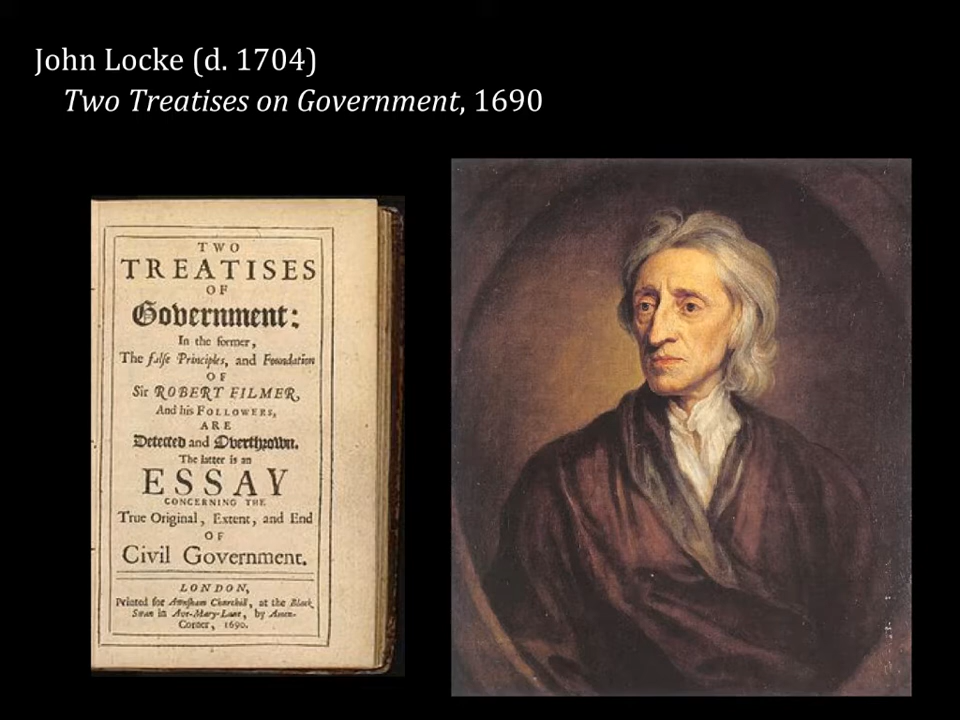 John Locke (d. 1704)
Two Treatises on Government, 1690
TWO
TREATISES
OF
Government:
In the former,
The false Principles, and Foundation
OF
Sir ROBERT FILMER,
And his FOLLOWERS,
ARE
Detected and Overthrown.
The latter is an
ESSAY
CONCERNING THE
True Original, Extent, and End
OF
Civil Government.
LONDON,
Printed for Awnsham Churchill, at the Black
Swan in Ave-Mary-Lane, by Amen-
Corner, 1690.